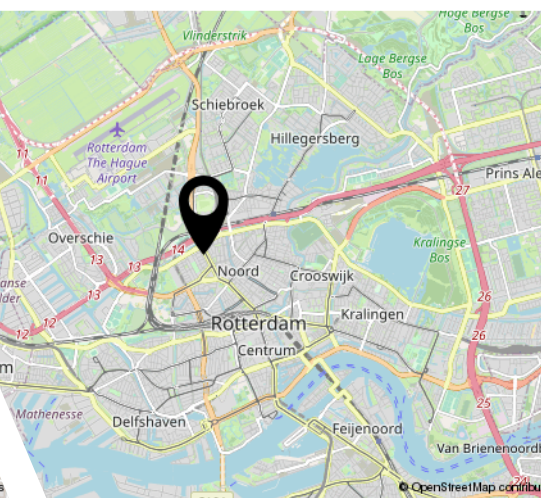 Hoge Bergse
Bos
Vlinderstrik
Lage Bergse
Bos
Schiebroek
Hillegersberg
Rotterdam
The Hague
Airport
11
11
27
Prins Ale
Overschie
14
13
13
12
13
12
Noord
Crooswijk
Kralingse
Bos
26
26
Rotterdam
Kralingen
Centrum
25
Mathenesse
Delfshaven
Feijenoord
Van Brienenoordb
© OpenStreetMap contribu